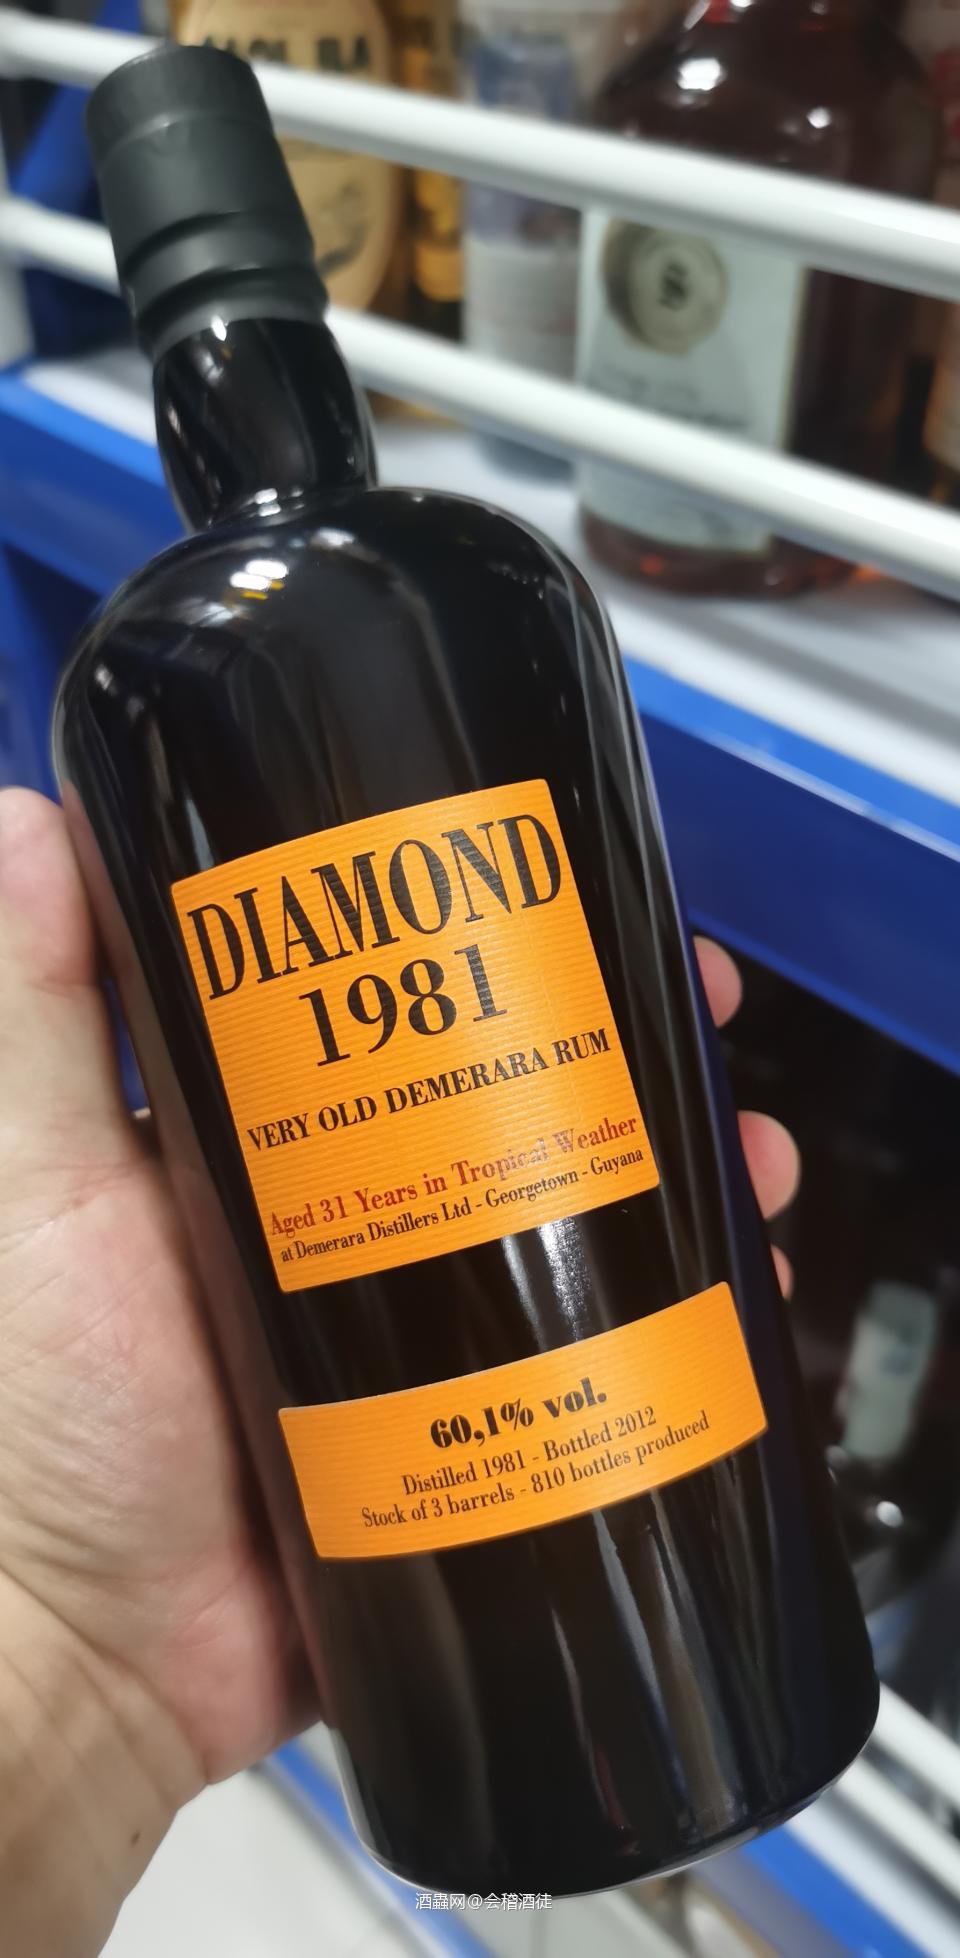 DIAMOND
1981
VERY OLD DEMERARA RUM
Aged 31 Years in Tropical Weather
at Demerara Distillers Ltd - Georgetown - Guyana
60,1% vol.
Distilled 1981 - Bottled 2012
Stock of 3 barrels - 810 bottles produced
酒蟲网@会稽酒徒